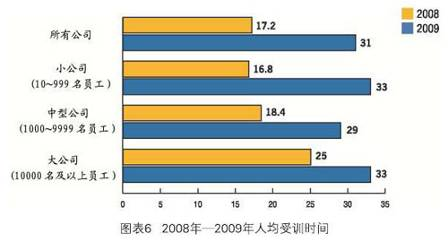 2008
2009
所有公司
17.2
31
小公司
(10~999 名员工)
16.8
33
中型公司
(1000~9999 名员工)
18.4
29
大公司
(10000 名及以上员工)
25
33
0 5 10 15 20 25 30 35
图表6 2008年—2009年人均受训时间